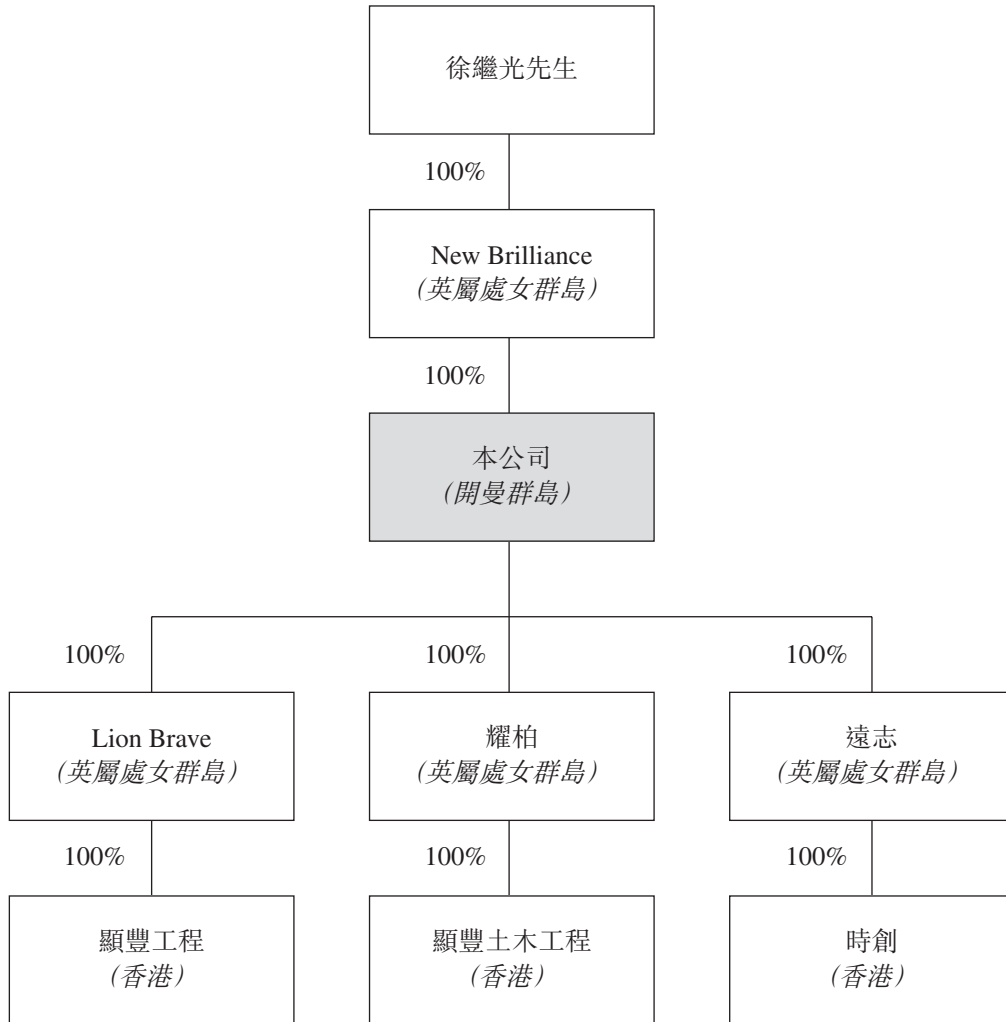 徐繼光先生
100%
New Brilliance
(英屬處女群島)
100%
本公司
(開曼群島)
100%
100%
100%
Lion Brave
(英屬處女群島)
耀柏
(英屬處女群島)
遠志
(英屬處女群島)
100%
100%
100%
顯豐工程
(香港)
顯豐土木工程
(香港)
時創
(香港)